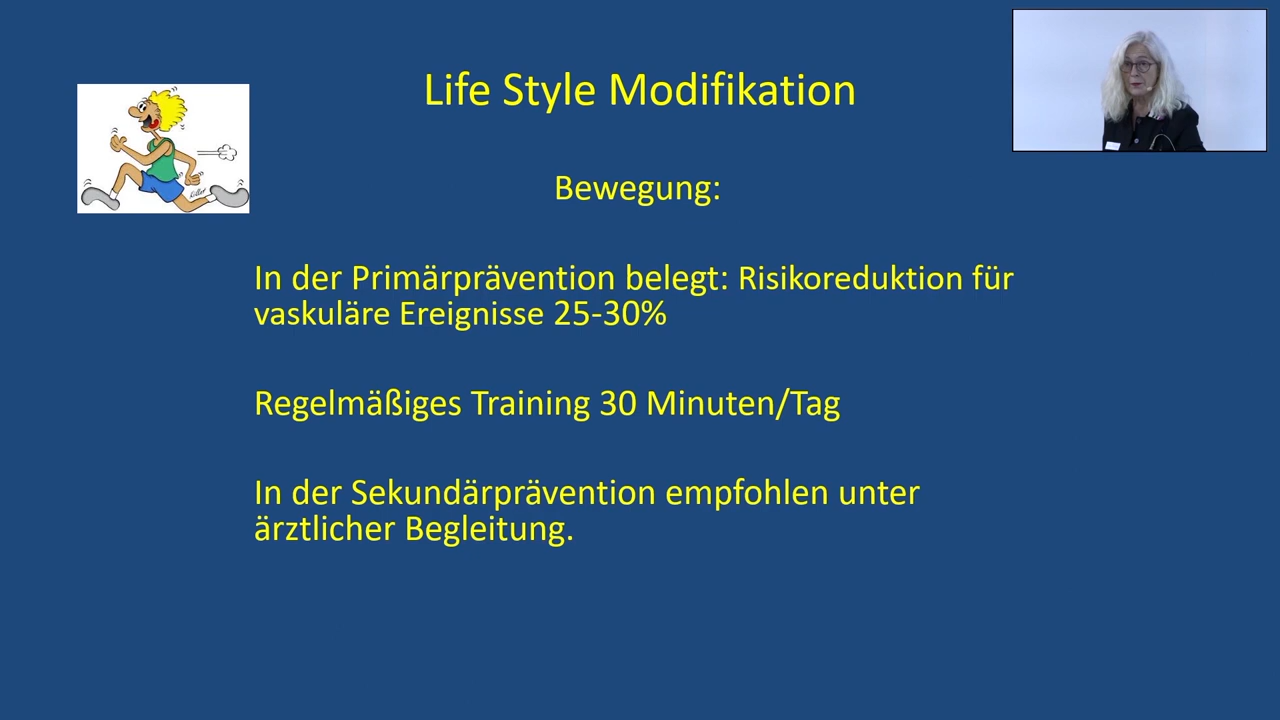 Life Style Modifikation
Bewegung:
In der Primärprävention belegt: Risikoreduktion für
vaskuläre Ereignisse 25-30%
Regelmäßiges Training 30 Minuten/Tag
In der Sekundärprävention empfohlen unter
ärztlicher Begleitung.